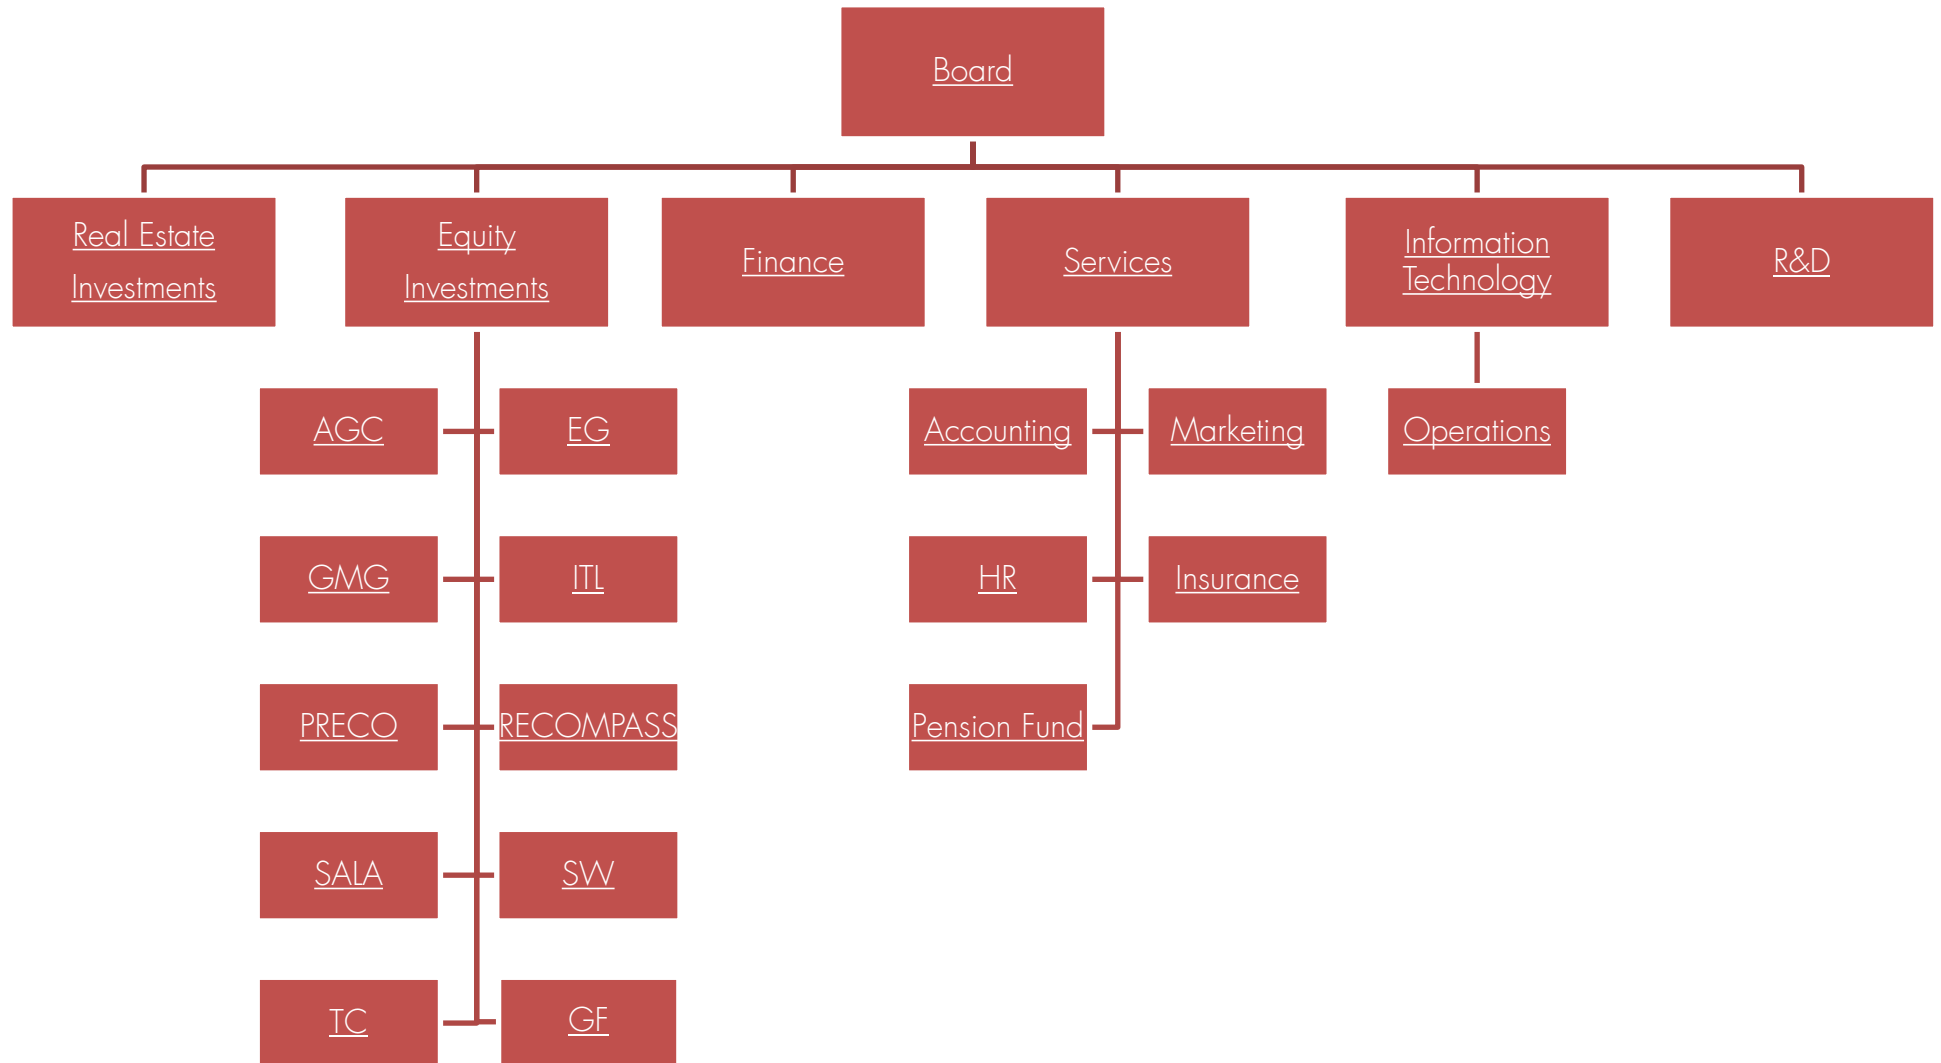 Board
Real Estate
Investments
Equity
Investments
Finance
Services
Information
Technology
R&D
AGC
EG
Accounting
Marketing
Operations
GMG
ITL
HR
Insurance
PRECO
RECOMPASS
Pension Fund
SALA
SW
TC
GF